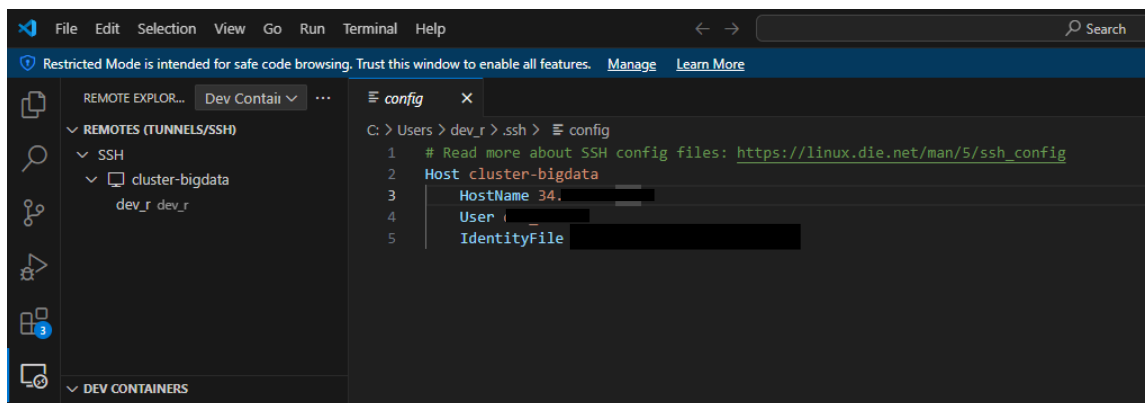 File Edit Selection View Go Run Terminal Help Search
Restricted Mode is intended for safe code browsing. Trust this window to enable all features. Manage Learn More
REMOTE EXPLOR... Dev Contai ...
config
REMOTES (TUNNELS/SSH)
C: > Users > dev_r > .ssh > config
SSH
1 # Read more about SSH config files: https://linux.die.net/man/5/ssh_config
cluster-bigdata
2 Host cluster-bigdata
dev_r dev_r
3 HostName 34.
4 User
5 IdentityFile
3
DEV CONTAINERS